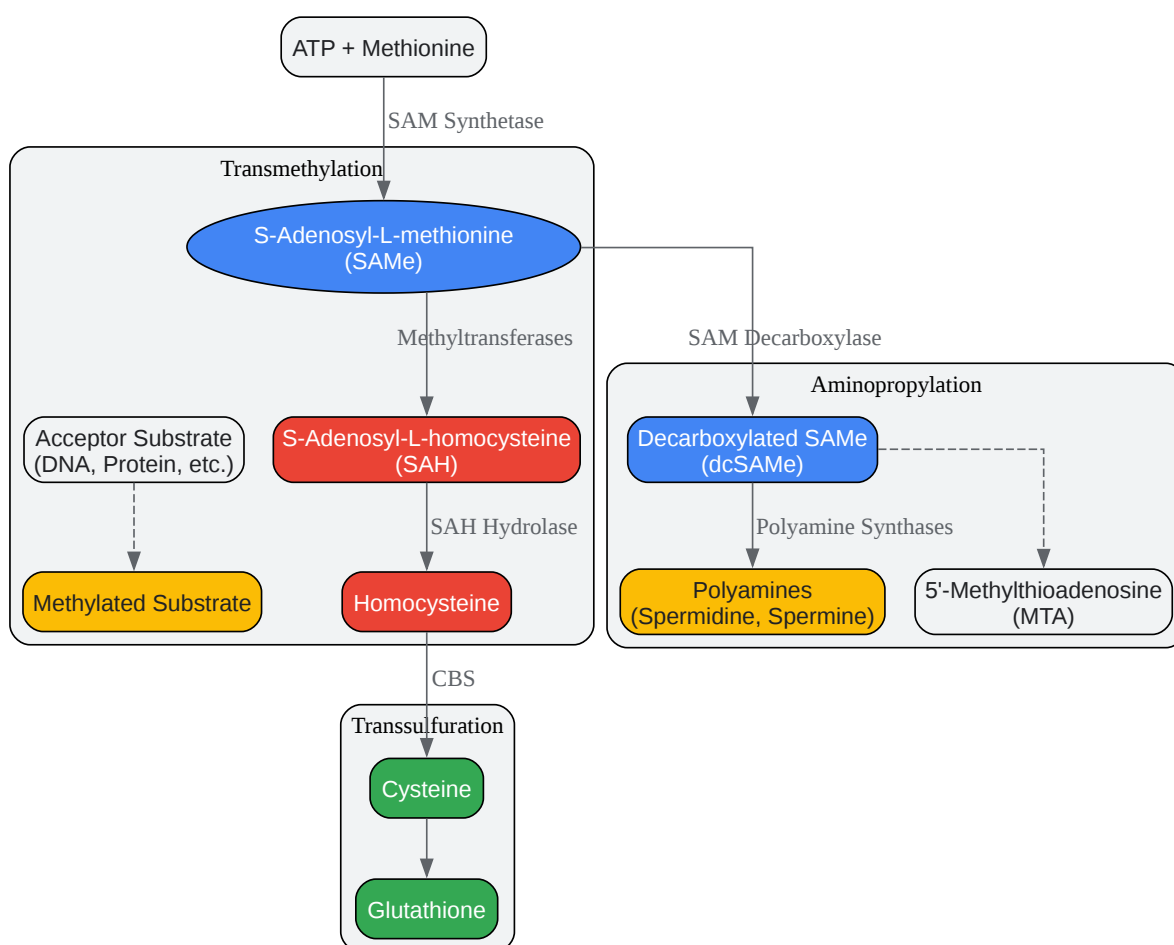 ATP + Methionine
SAM Synthetase
Transmethylation
S-Adenosyl-L-methionine
(SAMe)
Methyltransferases
SAM Decarboxylase
Aminopropylation
Acceptor Substrate
(DNA, Protein, etc.)
S-Adenosyl-L-homocysteine
(SAH)
Decarboxylated SAMe
(dcSAMe)
SAH Hydrolase
Polyamine Synthases
Methylated Substrate
Homocysteine
Polyamines
(Spermidine, Spermine)
5'-Methylthioadenosine
(MTA)
CBS
Transsulfuration
Cysteine
Glutathione